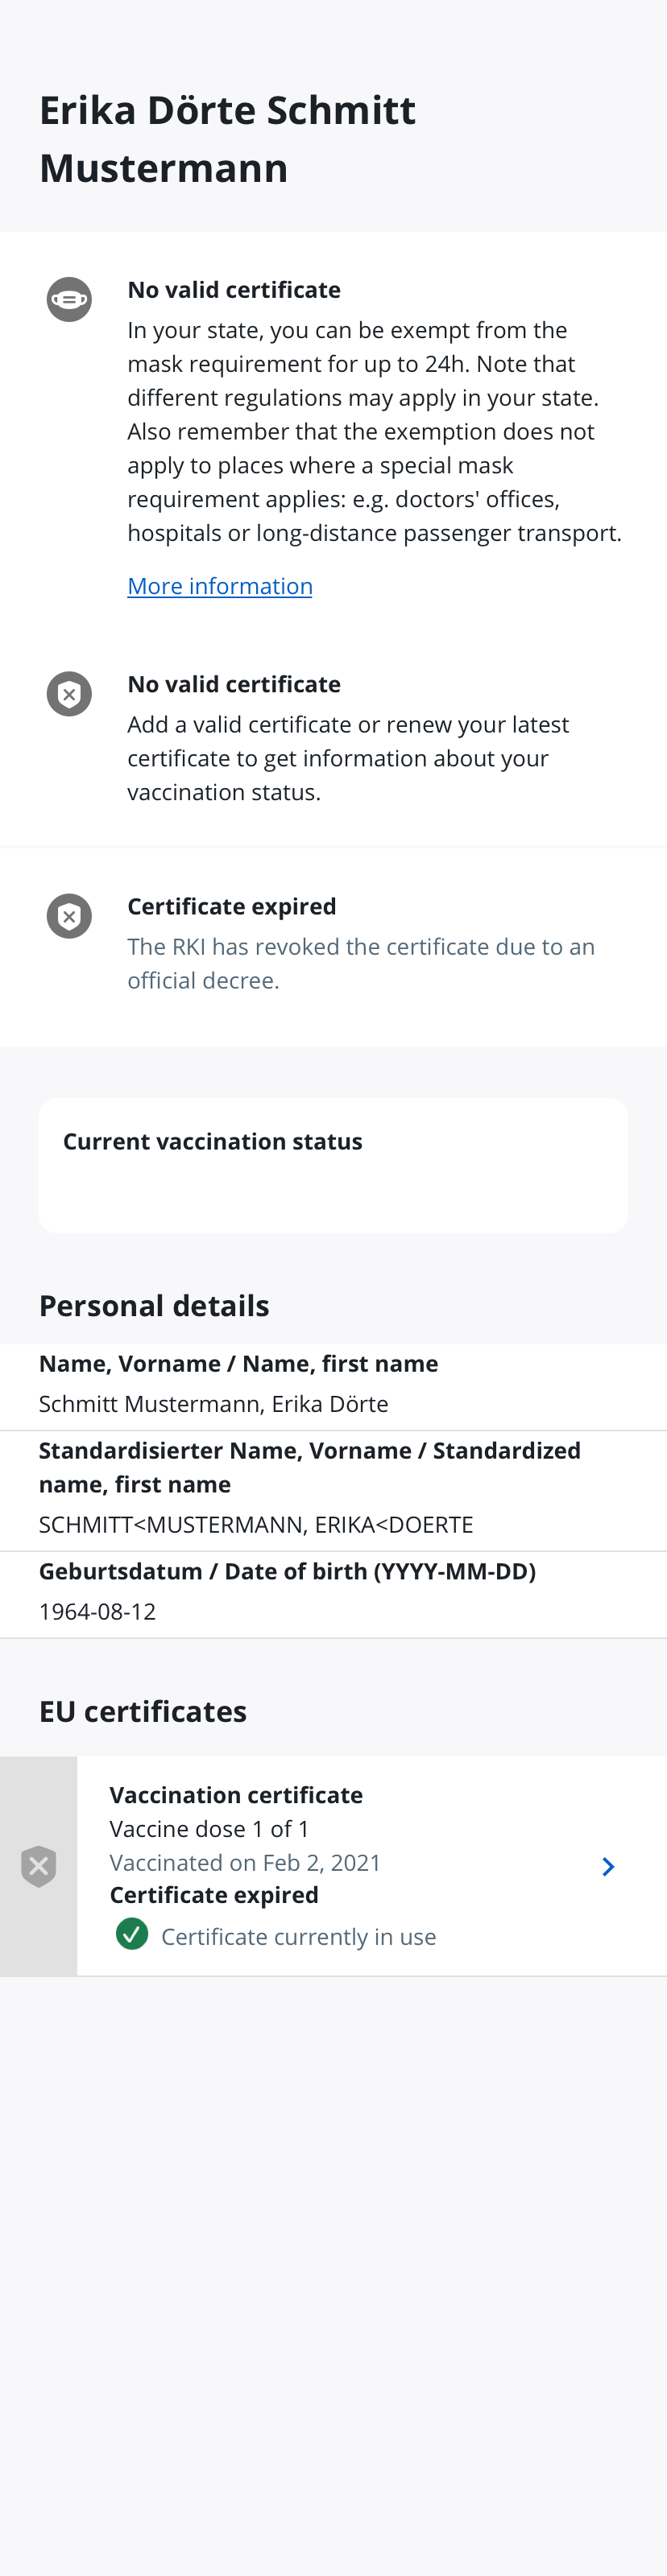 Erika Dörte Schmitt
Mustermann
No valid certificate
In your state, you can be exempt from the
mask requirement for up to 24h. Note that
different regulations may apply in your state.
Also remember that the exemption does not
apply to places where a special mask
requirement applies: e.g. doctors' offices,
hospitals or long-distance passenger transport.
More information
No valid certificate
Add a valid certificate or renew your latest
certificate to get information about your
vaccination status.
Certificate expired
The RKI has revoked the certificate due to an
official decree.
Current vaccination status
Personal details
Name, Vorname / Name, first name
Schmitt Mustermann, Erika Dörte
Standardisierter Name, Vorname / Standardized
name, first name
SCHMITT<MUSTERMANN, ERIKA<DOERTE
Geburtsdatum / Date of birth (YYYY-MM-DD)
1964-08-12
EU certificates
Vaccination certificate
Vaccine dose 1 of 1
Vaccinated on Feb 2, 2021
Certificate expired
Certificate currently in use